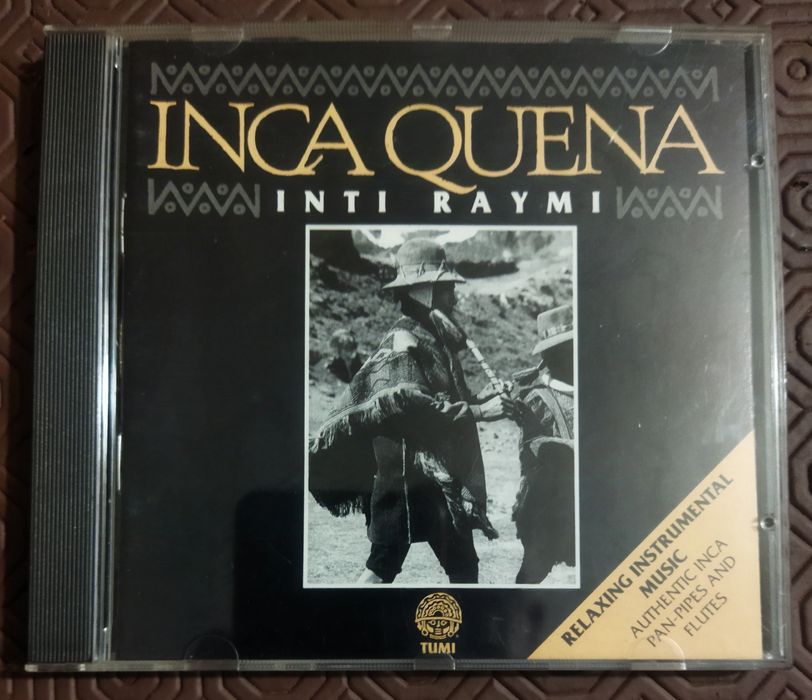 INCA QUENA
INTI RAYMI
RELAXING INSTRUMENTAL
MUSIC
AUTHENTIC INCA
PAN-PIPES AND
FLUTES
TUMI